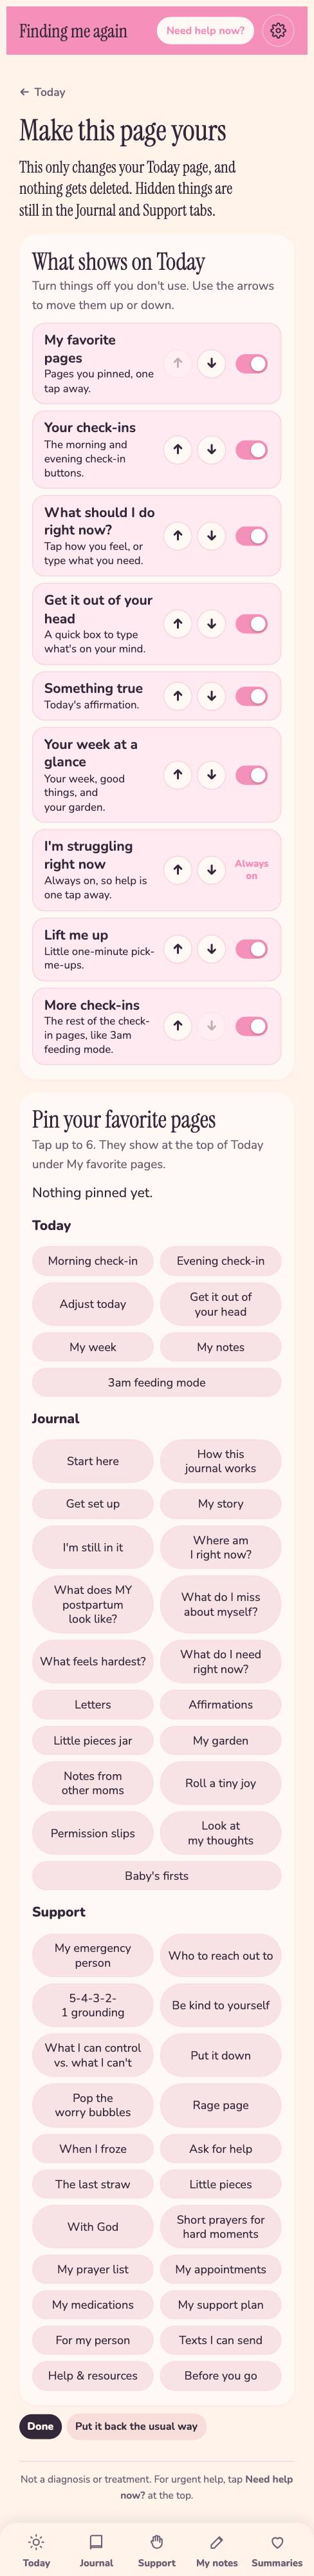 Finding me again
Need help now?
← Today
Make this page yours
This only changes your Today page, and
nothing gets deleted. Hidden things are
still in the Journal and Support tabs.
What shows on Today
Turn things off you don't use. Use the arrows
to move them up or down.
My favorite
pages
Pages you pinned, one
tap away.
Your check-ins
The morning and
evening check-in
buttons.
What should I do
right now?
Tap how you feel, or
type what you need.
Get it out of your
head
A quick box to type
what's on your mind.
Something true
Today's affirmation.
Your week at a
glance
Your week, good
things, and
your garden.
I'm struggling
right now
Always on, so help is
one tap away.
Always
on
Lift me up
Little one-minute pick-
me-ups.
More check-ins
The rest of the check-
in pages, like 3am
feeding mode.
Pin your favorite pages
Tap up to 6. They show at the top of Today
under My favorite pages.
Nothing pinned yet.
Today
Morning check-in
Evening check-in
Adjust today
Get it out of
your head
My week
My notes
3am feeding mode
Journal
Start here
How this
journal works
Get set up
My story
I'm still in it
Where am
I right now?
What does MY
postpartum
look like?
What do I miss
about myself?
What feels hardest?
What do I need
right now?
Letters
Affirmations
Little pieces jar
My garden
Notes from
other moms
Roll a tiny joy
Permission slips
Look at
my thoughts
Baby's firsts
Support
My emergency
person
Who to reach out to
5-4-3-2-
1 grounding
Be kind to yourself
What I can control
vs. what I can't
Put it down
Pop the
worry bubbles
Rage page
When I froze
Ask for help
The last straw
Little pieces
With God
Short prayers for
hard moments
My prayer list
My appointments
My medications
My support plan
For my person
Texts I can send
Help & resources
Before you go
Done
Put it back the usual way
Not a diagnosis or treatment. For urgent help, tap Need help
now? at the top.
Today
Journal
Support
My notes
Summaries